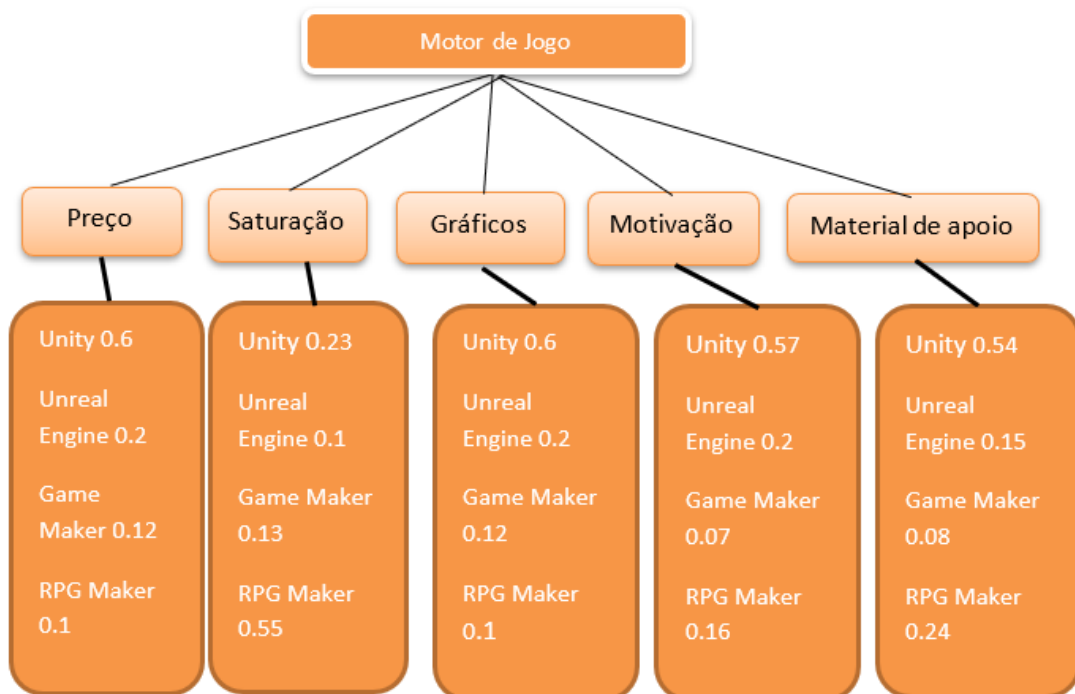 Motor de Jogo
Preço
Saturação
Gráficos
Motivação
Material de apoio
Unity 0.6
Unreal
Engine 0.2
Game
Maker 0.12
RPG Maker
0.1
Unity 0.23
Unreal
Engine 0.1
Game Maker
0.13
RPG Maker
0.55
Unity 0.6
Unreal
Engine 0.2
Game Maker
0.12
RPG Maker
0.1
Unity 0.57
Unreal
Engine 0.2
Game Maker
0.07
RPG Maker
0.16
Unity 0.54
Unreal
Engine 0.15
Game Maker
0.08
RPG Maker
0.24